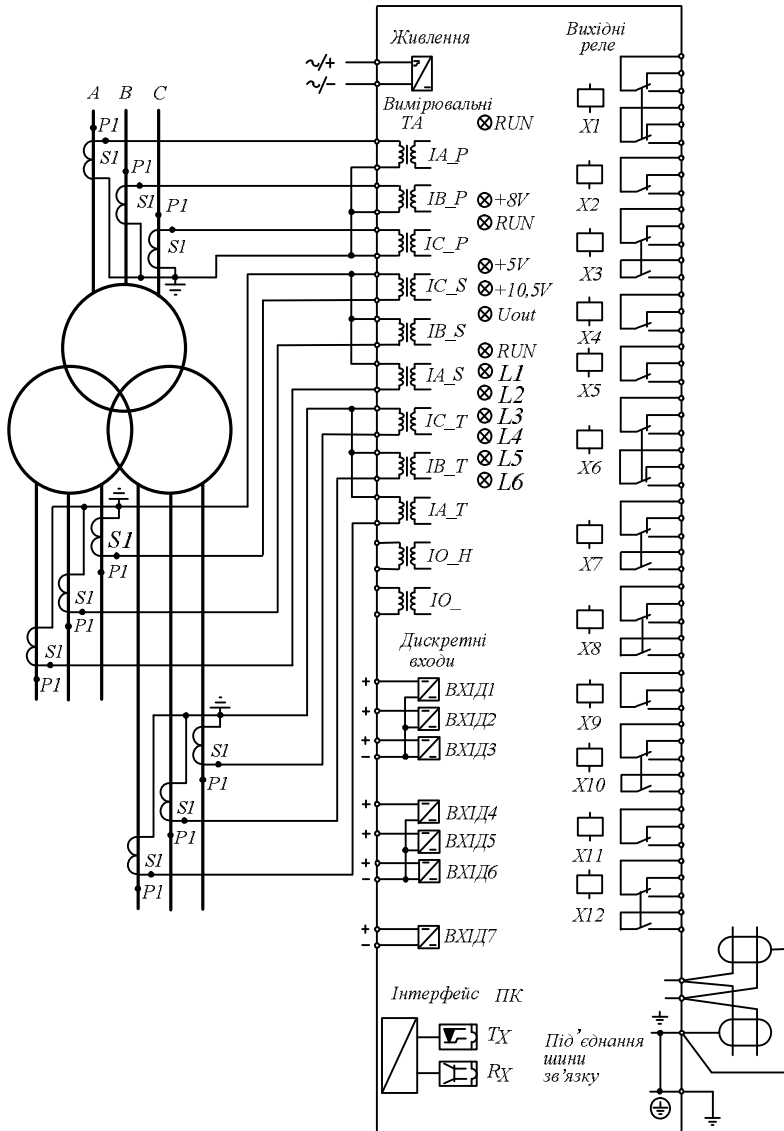 Живлення
Вихідні
реле
~/+
~/–
A B C
Вимірювальні
ТА
RUN
X1
P1
S1
IA_P
P1
S1
IB_P
+8V
X2
P1
S1
IC_P
RUN
X3
+5V
IC_S
+10,5V
Uout
X4
IB_S
RUN
X5
IA_S
L1
L2
IC_T
L3
L4
X6
IB_T
L5
L6
IA_T
S1
P1
IO_H
X7
S1
P1
IO_
X8
S1
P1
Дискретні
входи
+
ВХІД1
X9
+
ВХІД2
+
–
ВХІД3
X10
S1
P1
+
ВХІД4
S1
P1
+
ВХІД5
X11
S1
P1
+
–
ВХІД6
X12
+
–
ВХІД7
Інтерфейс ПК
TX
RX
Під’єднання
шини
зв’язку